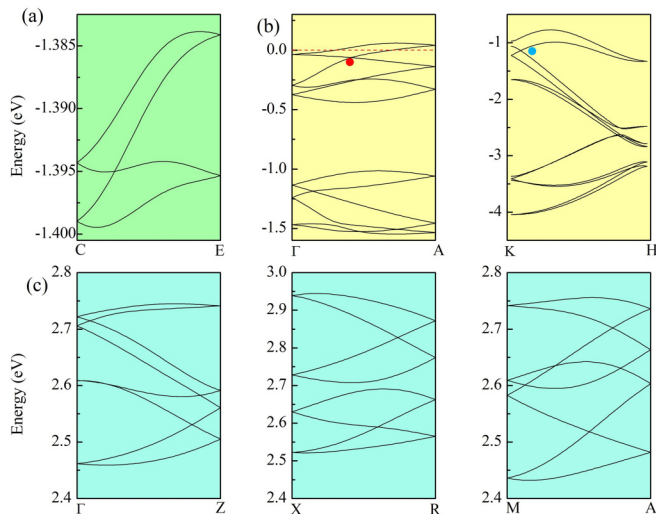 (a)
(b)
Energy (eV)
-1.385
-1.390
-1.395
-1.400
C
E
0.0
-0.5
-1.0
-1.5
Γ
A
-1
-2
-3
-4
K
H
(c)
Energy (eV)
2.8
2.7
2.6
2.5
2.4
Γ
Z
3.0
2.9
2.8
2.7
2.6
2.5
2.4
X
R
2.8
2.7
2.6
2.5
2.4
M
A